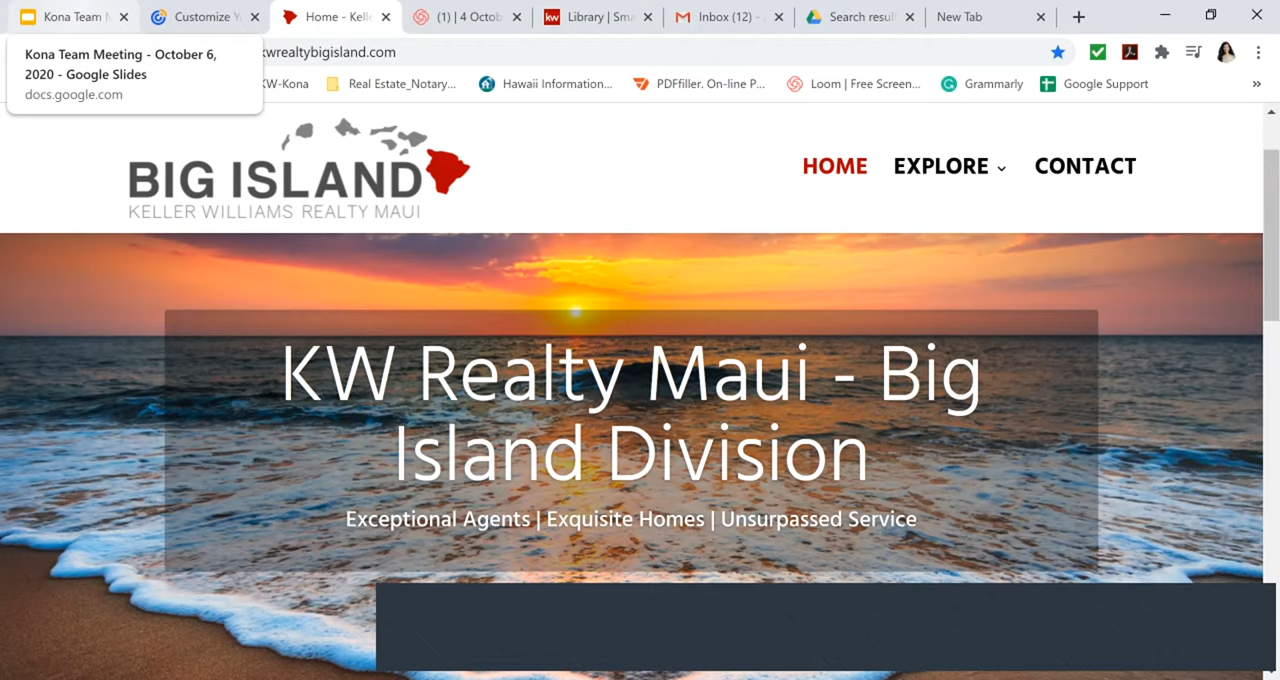 Kona Team M
Customize Y
Home - Kelle
(1) | 4 Octob
Library | Sma
Inbox (12) -
Search resul
New Tab
Kona Team Meeting - October 6,
2020 - Google Slides
docs.google.com
kwrealtybigisland.com
KW-Kona
Real Estate_Notary...
Hawaii Information...
PDFfiller. On-line P...
Loom | Free Screen...
Grammarly
Google Support
»
BIG ISLAND
KELLER WILLIAMS REALTY MAUI
HOME
EXPLORE
CONTACT
KW Realty Maui - Big
Island Division
Exceptional Agents | Exquisite Homes | Unsurpassed Service